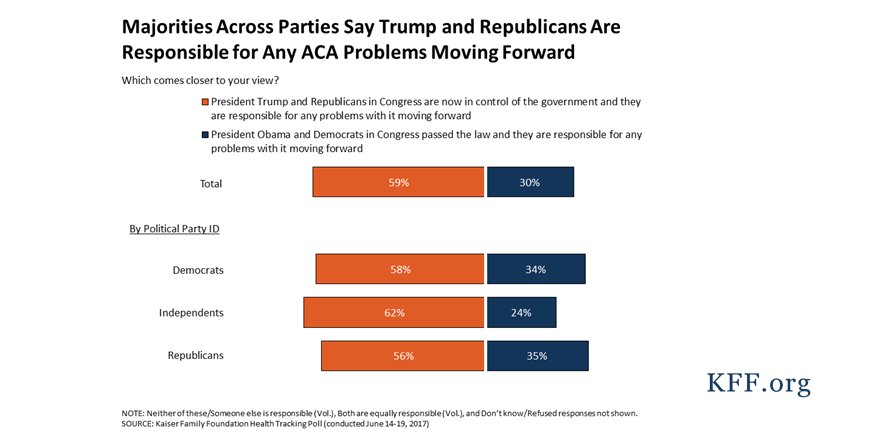 Majorities Across Parties Say Trump and Republicans Are
Responsible for Any ACA Problems Moving Forward
Which comes closer to your view?
President Trump and Republicans in Congress are now in control of the government and they
are responsible for any problems with it moving forward
President Obama and Democrats in Congress passed the law and they are responsible for any
problems with it moving forward
Total 59% 30%
By Political Party ID
Democrats 58% 34%
Independents 62% 24%
Republicans 56% 35%
KFF.org
NOTE: Neither of these/Someone else is responsible (Vol.), Both are equally responsible (Vol.), and Don't know/Refused responses not shown.
SOURCE: Kaiser Family Foundation Health Tracking Poll (conducted June 14-19, 2017)